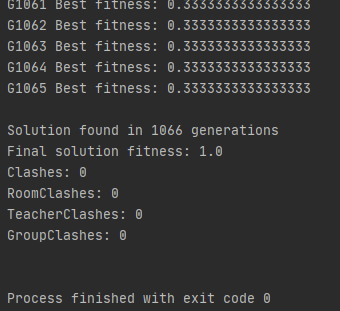 G1061 Best fitness: 0.3333333333333333
G1062 Best fitness: 0.3333333333333333
G1063 Best fitness: 0.3333333333333333
G1064 Best fitness: 0.3333333333333333
G1065 Best fitness: 0.3333333333333333
Solution found in 1066 generations
Final solution fitness: 1.0
Clashes: 0
RoomClashes: 0
TeacherClashes: 0
GroupClashes: 0
Process finished with exit code 0